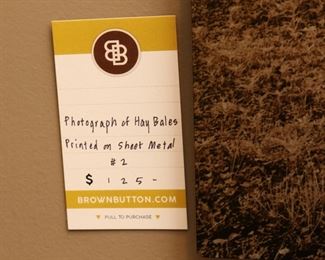 BB
Photograph of Hay Bales
Printed on Sheet Metal
#2
$ 125-
BROWNBUTTON.COM
▼ PULL TO PURCHASE ▼